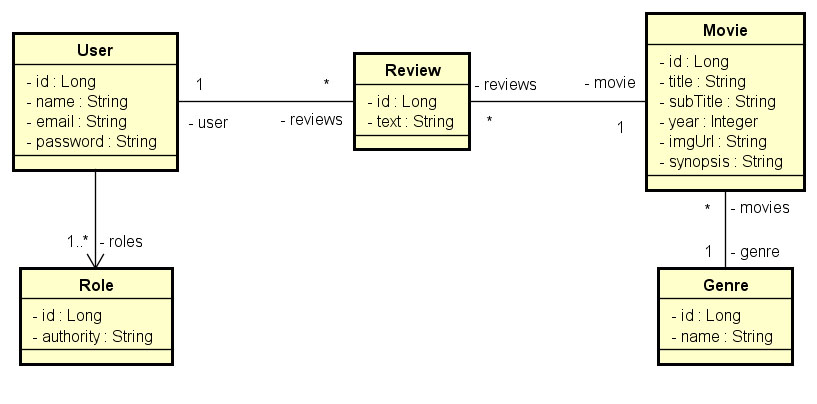 User
- id : Long
- name : String
- email : String
- password : String
1
*
- user
- reviews
Review
- id : Long
- text : String
- reviews
- movie
*
1
Movie
- id : Long
- title : String
- subTitle : String
- year : Integer
- imgUrl : String
- synopsis : String
1..*
- roles
* - movies
1 - genre
Role
- id : Long
- authority : String
Genre
- id : Long
- name : String